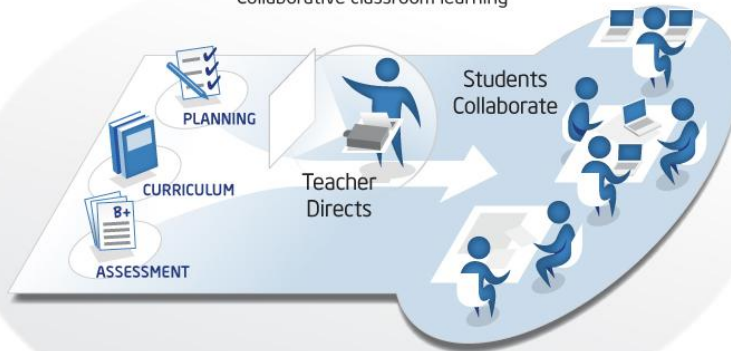 Collaborative classroom learning
PLANNING
CURRICULUM
B+
ASSESSMENT
Teacher
Directs
Students
Collaborate